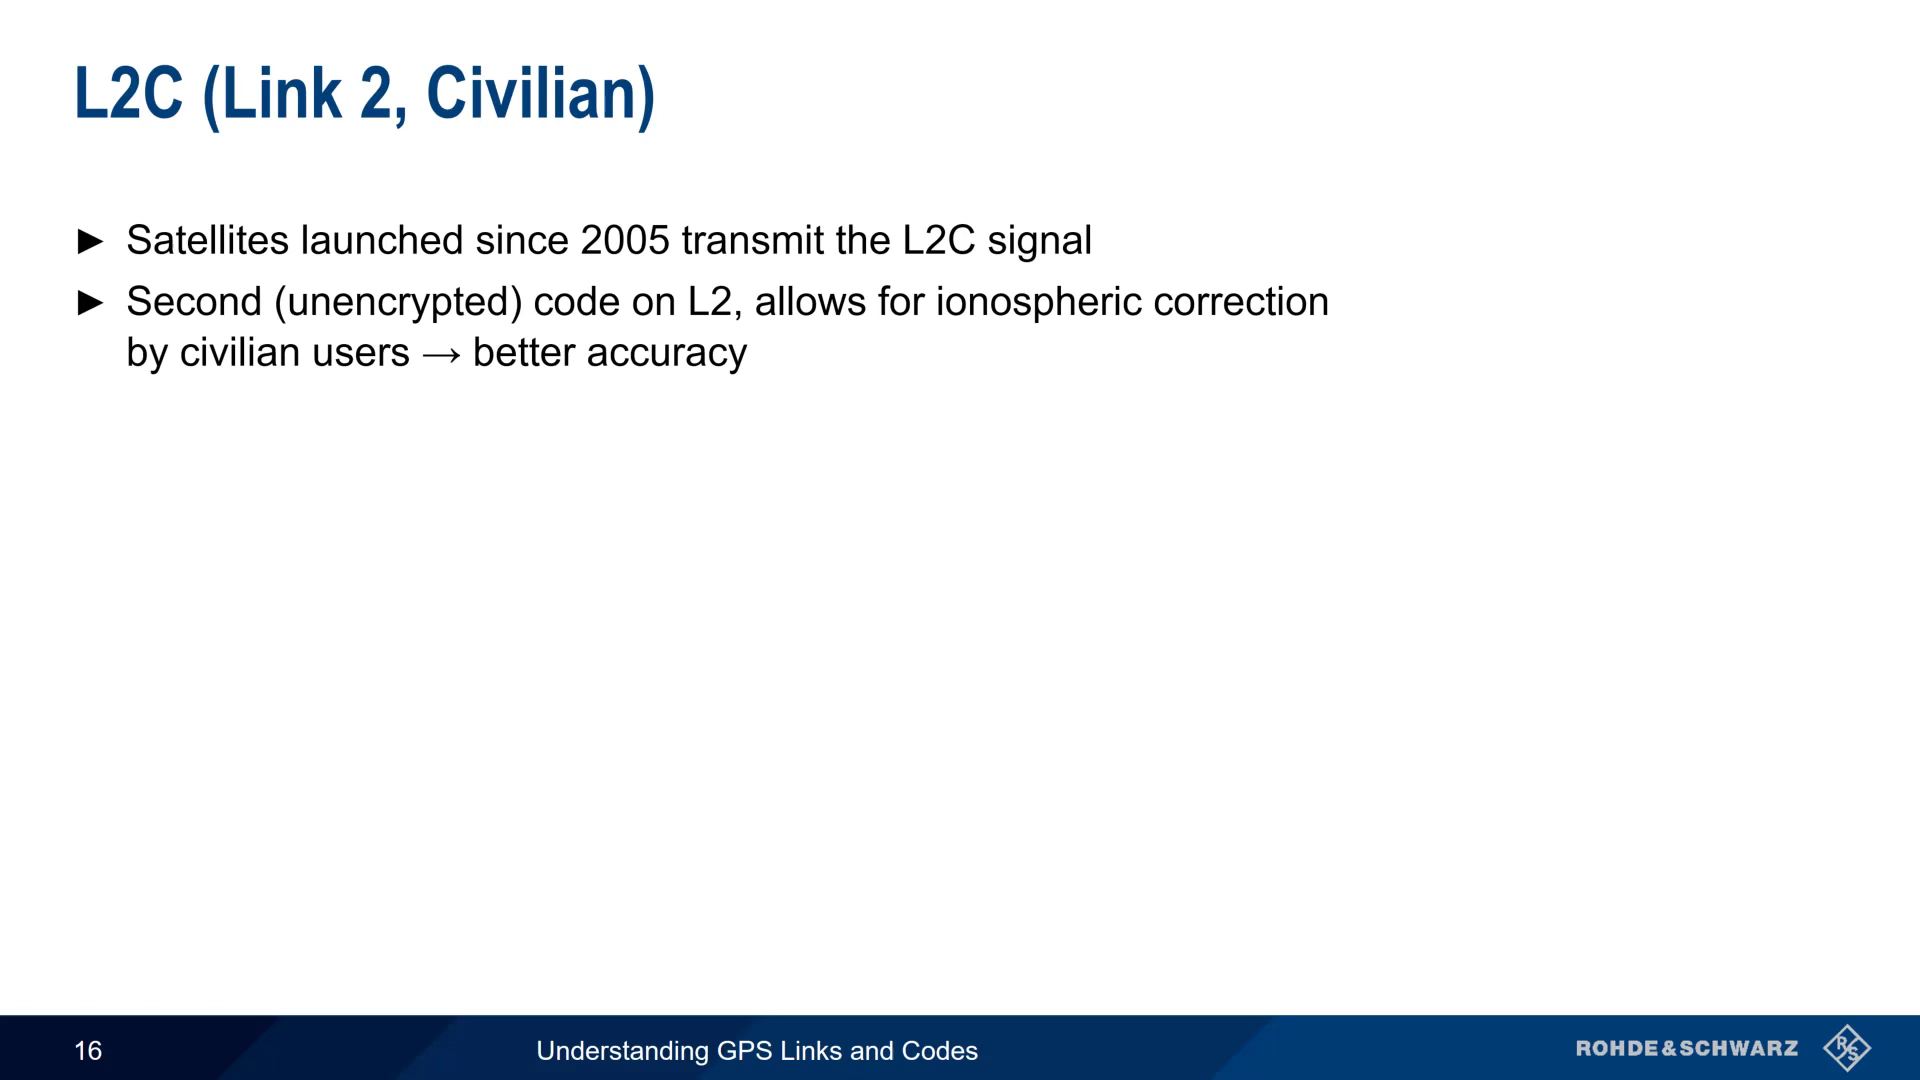 L2C (Link 2, Civilian)
► Satellites launched since 2005 transmit the L2C signal
► Second (unencrypted) code on L2, allows for ionospheric correction
by civilian users → better accuracy
16
Understanding GPS Links and Codes
ROHDE&SCHWARZ
R&S